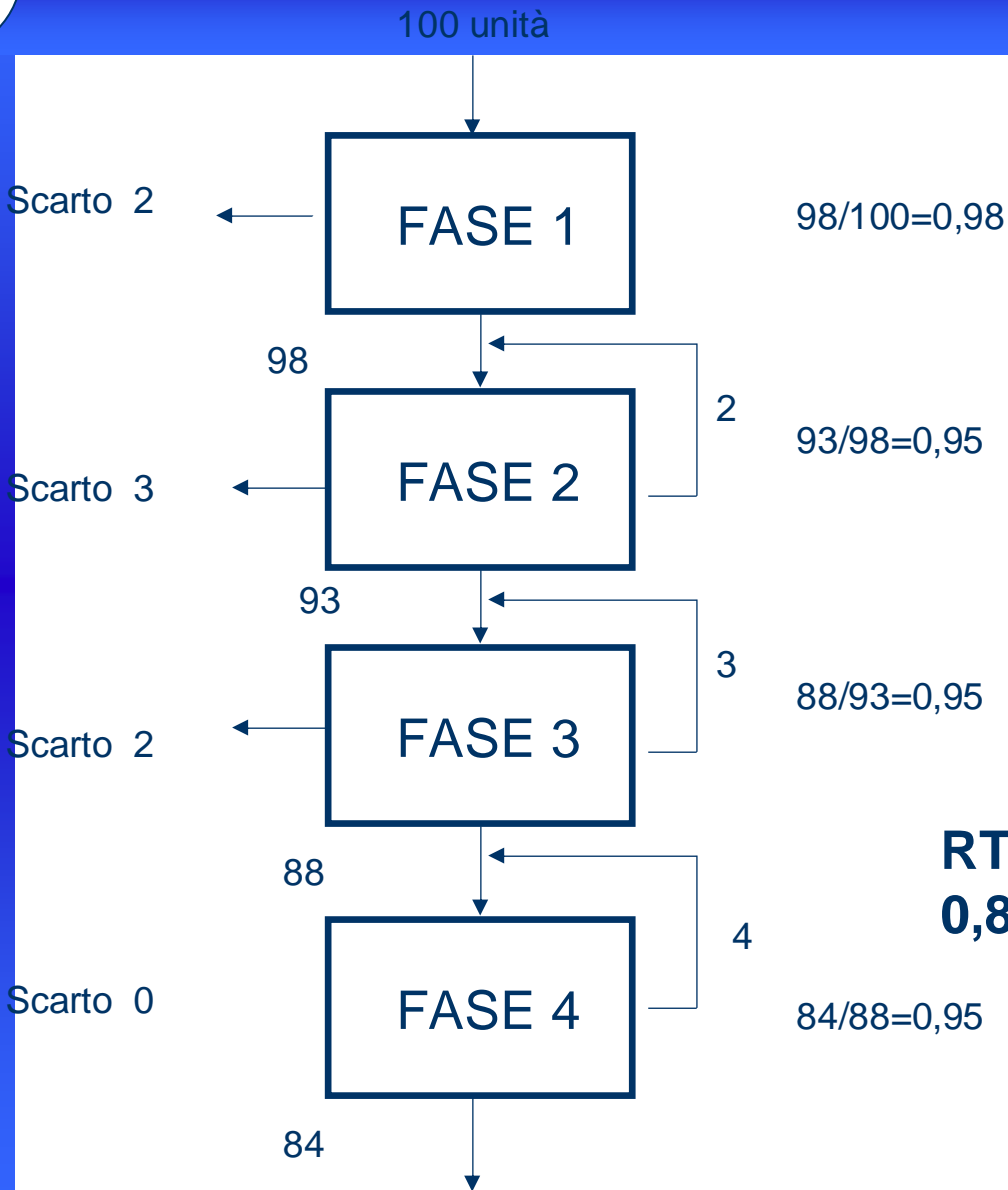 100 unità
Scarto 2
FASE 1
98/100=0,98
98
2
93/98=0,95
Scarto 3
FASE 2
93
3
88/93=0,95
Scarto 2
FASE 3
88
4
RT
0,8
Scarto 0
FASE 4
84/88=0,95
84